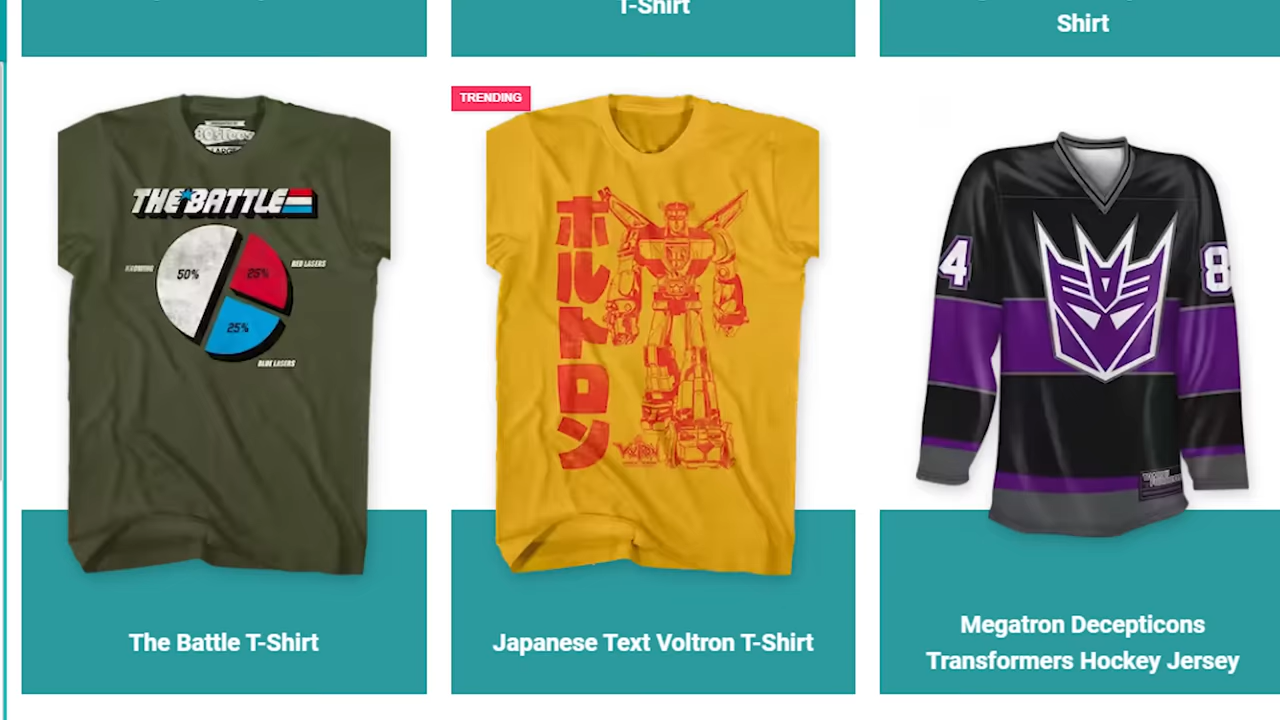 T-Shirt
Shirt
TRENDING
80sTees
THE BATTLE
50%
25%
RED LASERS
25%
BLUE LASERS
ボルトロン
VOLTRON
4
8
The Battle T-Shirt
Japanese Text Voltron T-Shirt
Megatron Decepticons
Transformers Hockey Jersey